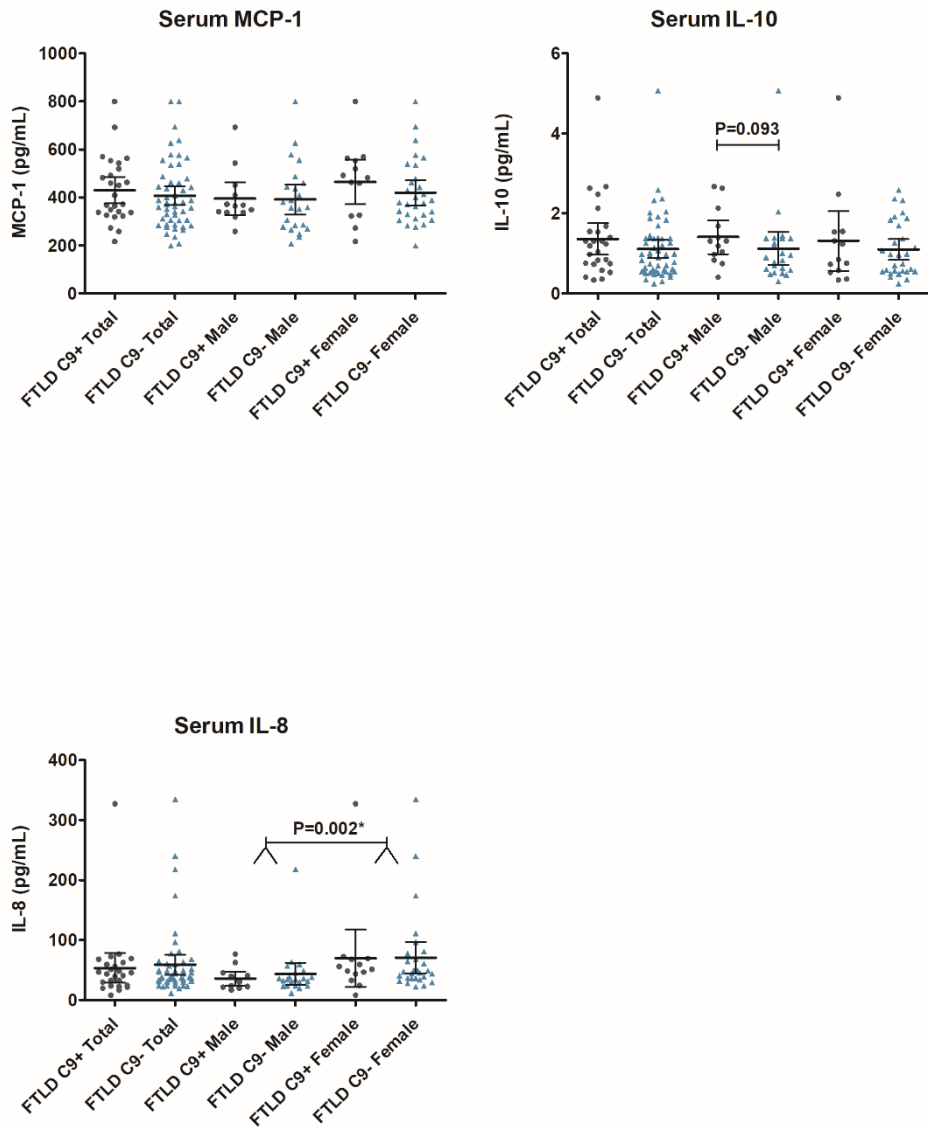 Serum MCP-1
1000
800
600
400
200
0
MCP-1 (pg/mL)
FTLD C9+ Total
FTLD C9- Total
FTLD C9+ Male
FTLD C9- Male
FTLD C9+ Female
FTLD C9- Female
Serum IL-10
6
4
2
0
IL-10 (pg/mL)
P=0.093
FTLD C9+ Total
FTLD C9- Total
FTLD C9+ Male
FTLD C9- Male
FTLD C9+ Female
FTLD C9- Female
Serum IL-8
400
300
200
100
0
IL-8 (pg/mL)
P=0.002*
FTLD C9+ Total
FTLD C9- Total
FTLD C9+ Male
FTLD C9- Male
FTLD C9+ Female
FTLD C9- Female